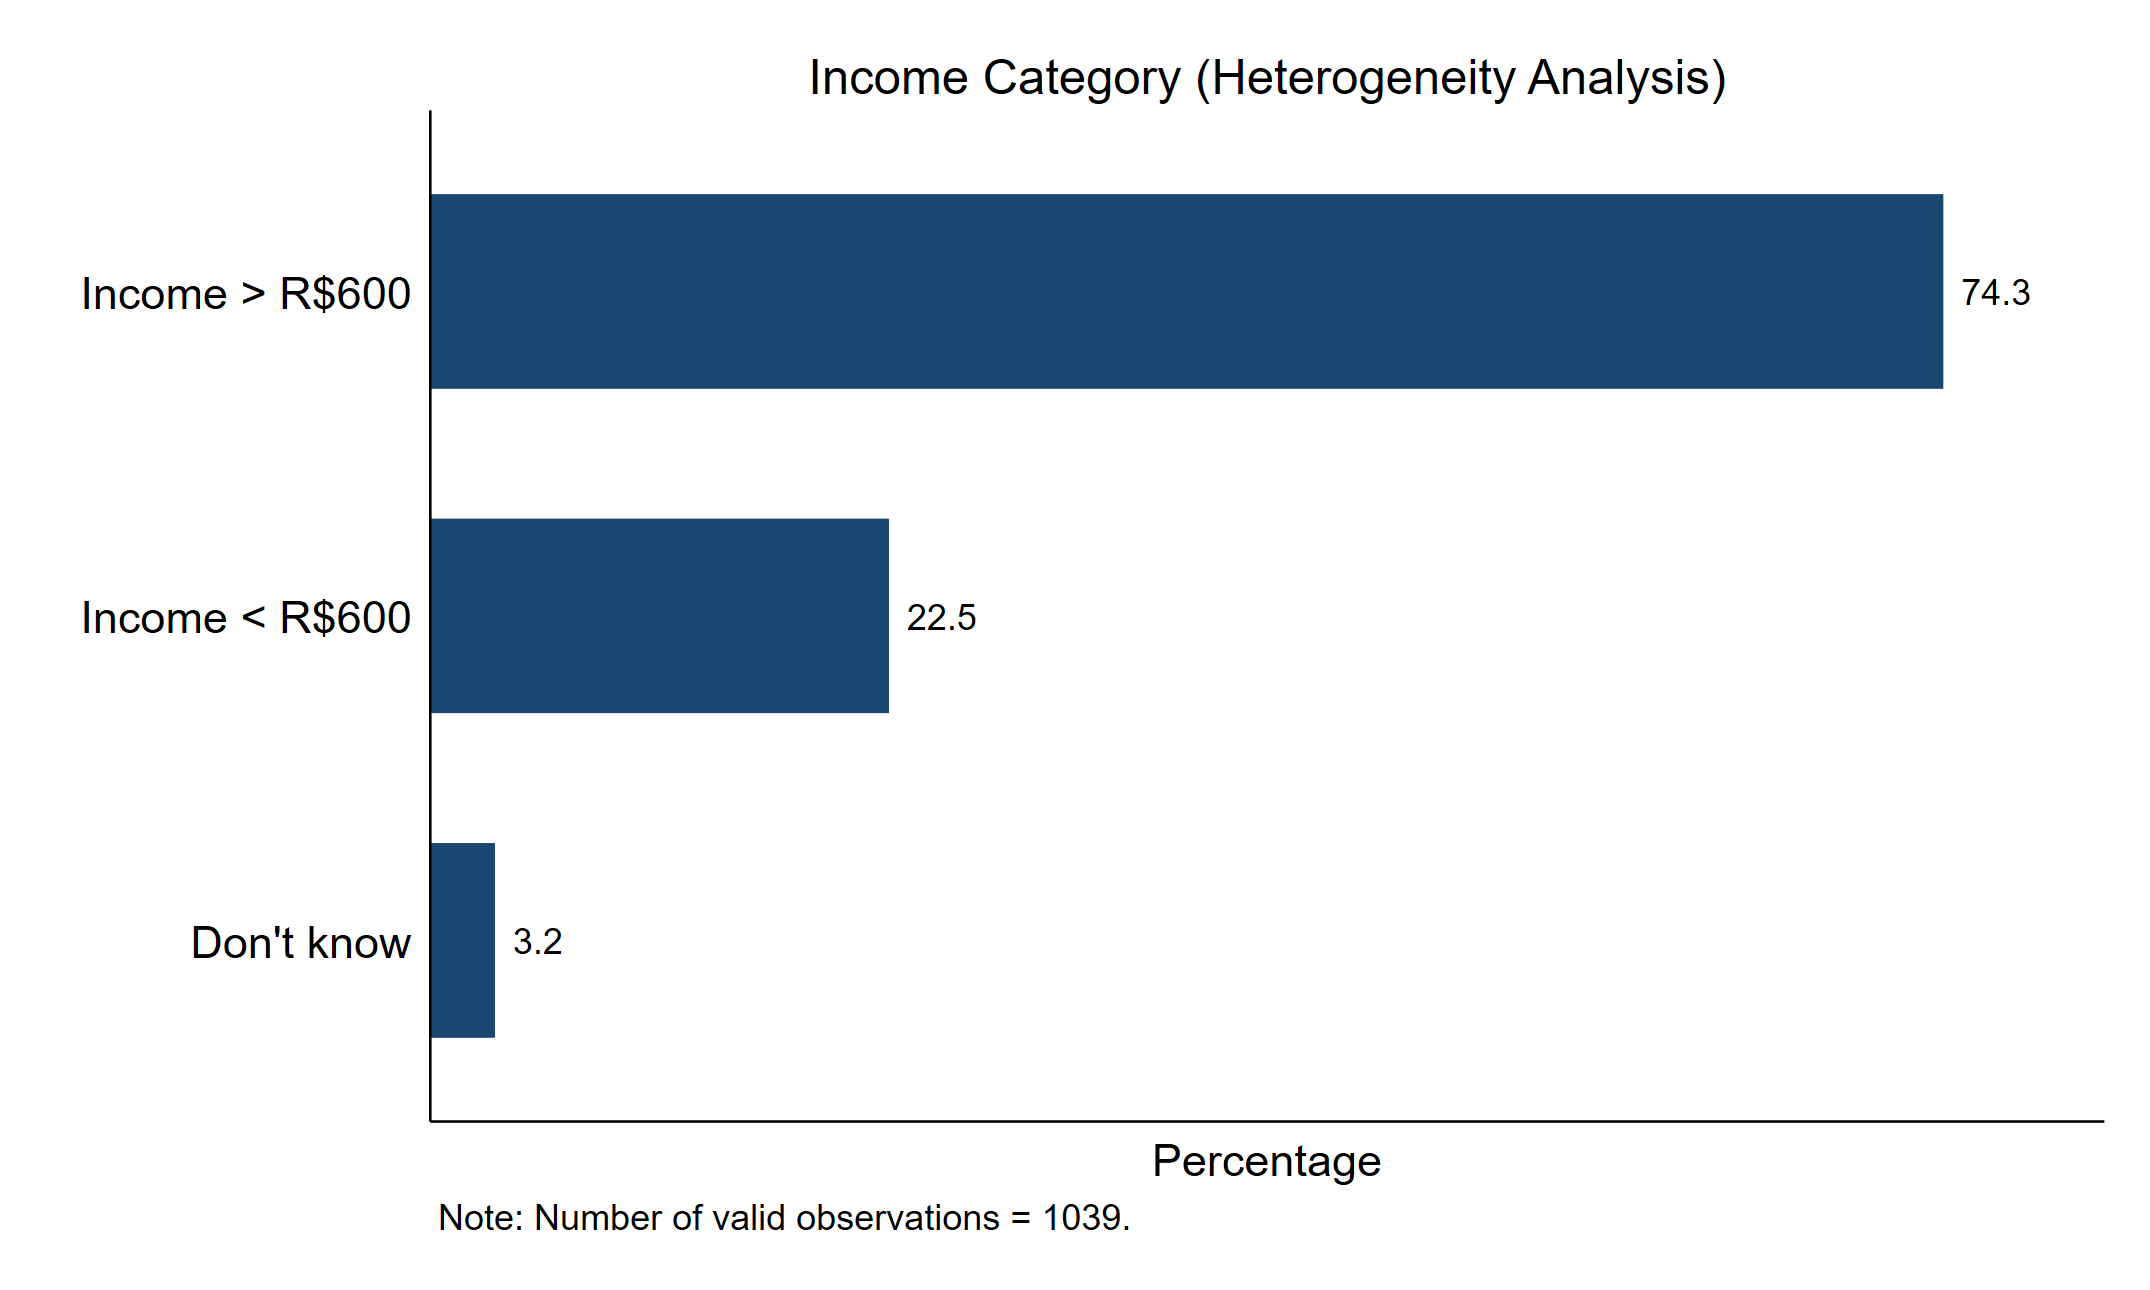 Income Category (Heterogeneity Analysis)
Income > R$600
74.3
Income < R$600
22.5
Don't know
3.2
Percentage
Note: Number of valid observations = 1039.